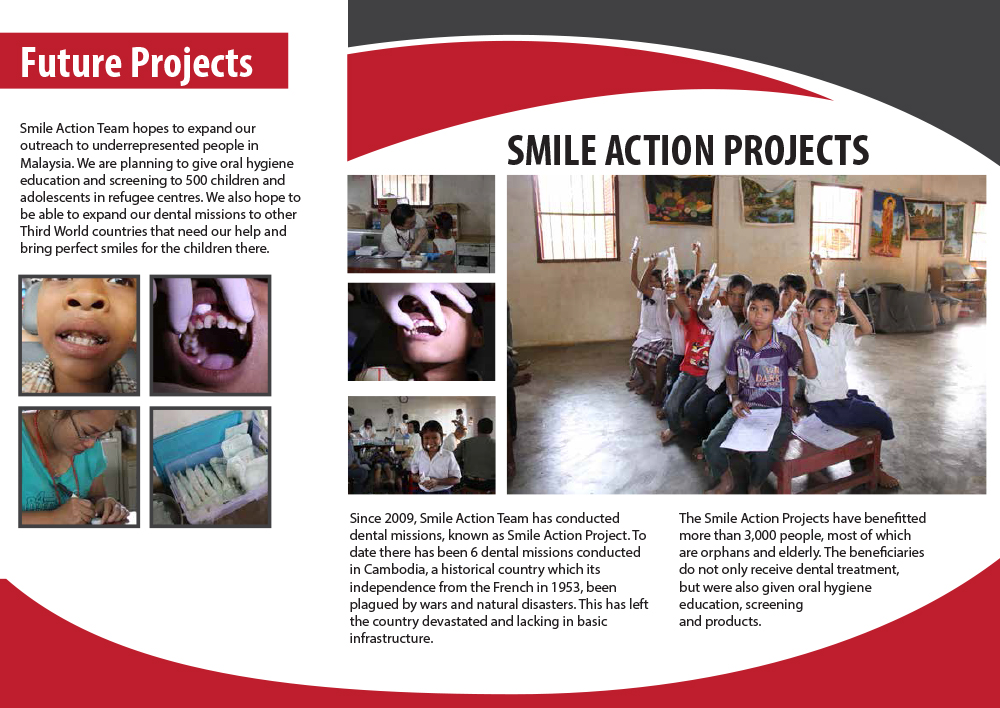 Future Projects
Smile Action Team hopes to expand our
outreach to underrepresented people in
Malaysia. We are planning to give oral hygiene
education and screening to 500 children and
adolescents in refugee centres. We also hope to
be able to expand our dental missions to other
Third World countries that need our help and
bring perfect smiles for the children there.
SMILE ACTION PROJECTS
Since 2009, Smile Action Team has conducted
dental missions, known as Smile Action Project. To
date there has been 6 dental missions conducted
in Cambodia, a historical country which its
independence from the French in 1953, been
plagued by wars and natural disasters. This has left
the country devastated and lacking in basic
infrastructure.
The Smile Action Projects have benefitted
more than 3,000 people, most of which
are orphans and elderly. The beneficiaries
do not only receive dental treatment,
but were also given oral hygiene
education, screening
and products.